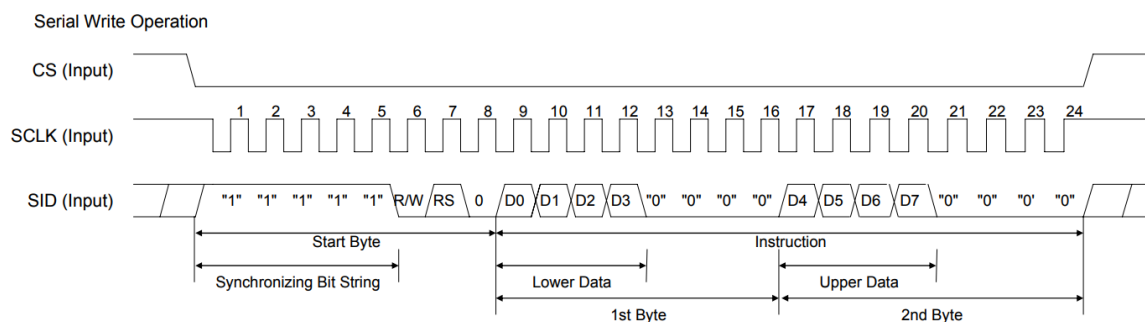 Serial Write Operation
CS (Input)
1 2 3 4 5 6 7 8 9 10 11 12 13 14 15 16 17 18 19 20 21 22 23 24
SCLK (Input)
SID (Input) "1" "1" "1" "1" "1" R/W RS 0 D0 D1 D2 D3 "0" "0" "0" "0" D4 D5 D6 D7 "0" "0" "0' "0"
Start Byte Instruction
Synchronizing Bit String Lower Data Upper Data
1st Byte 2nd Byte